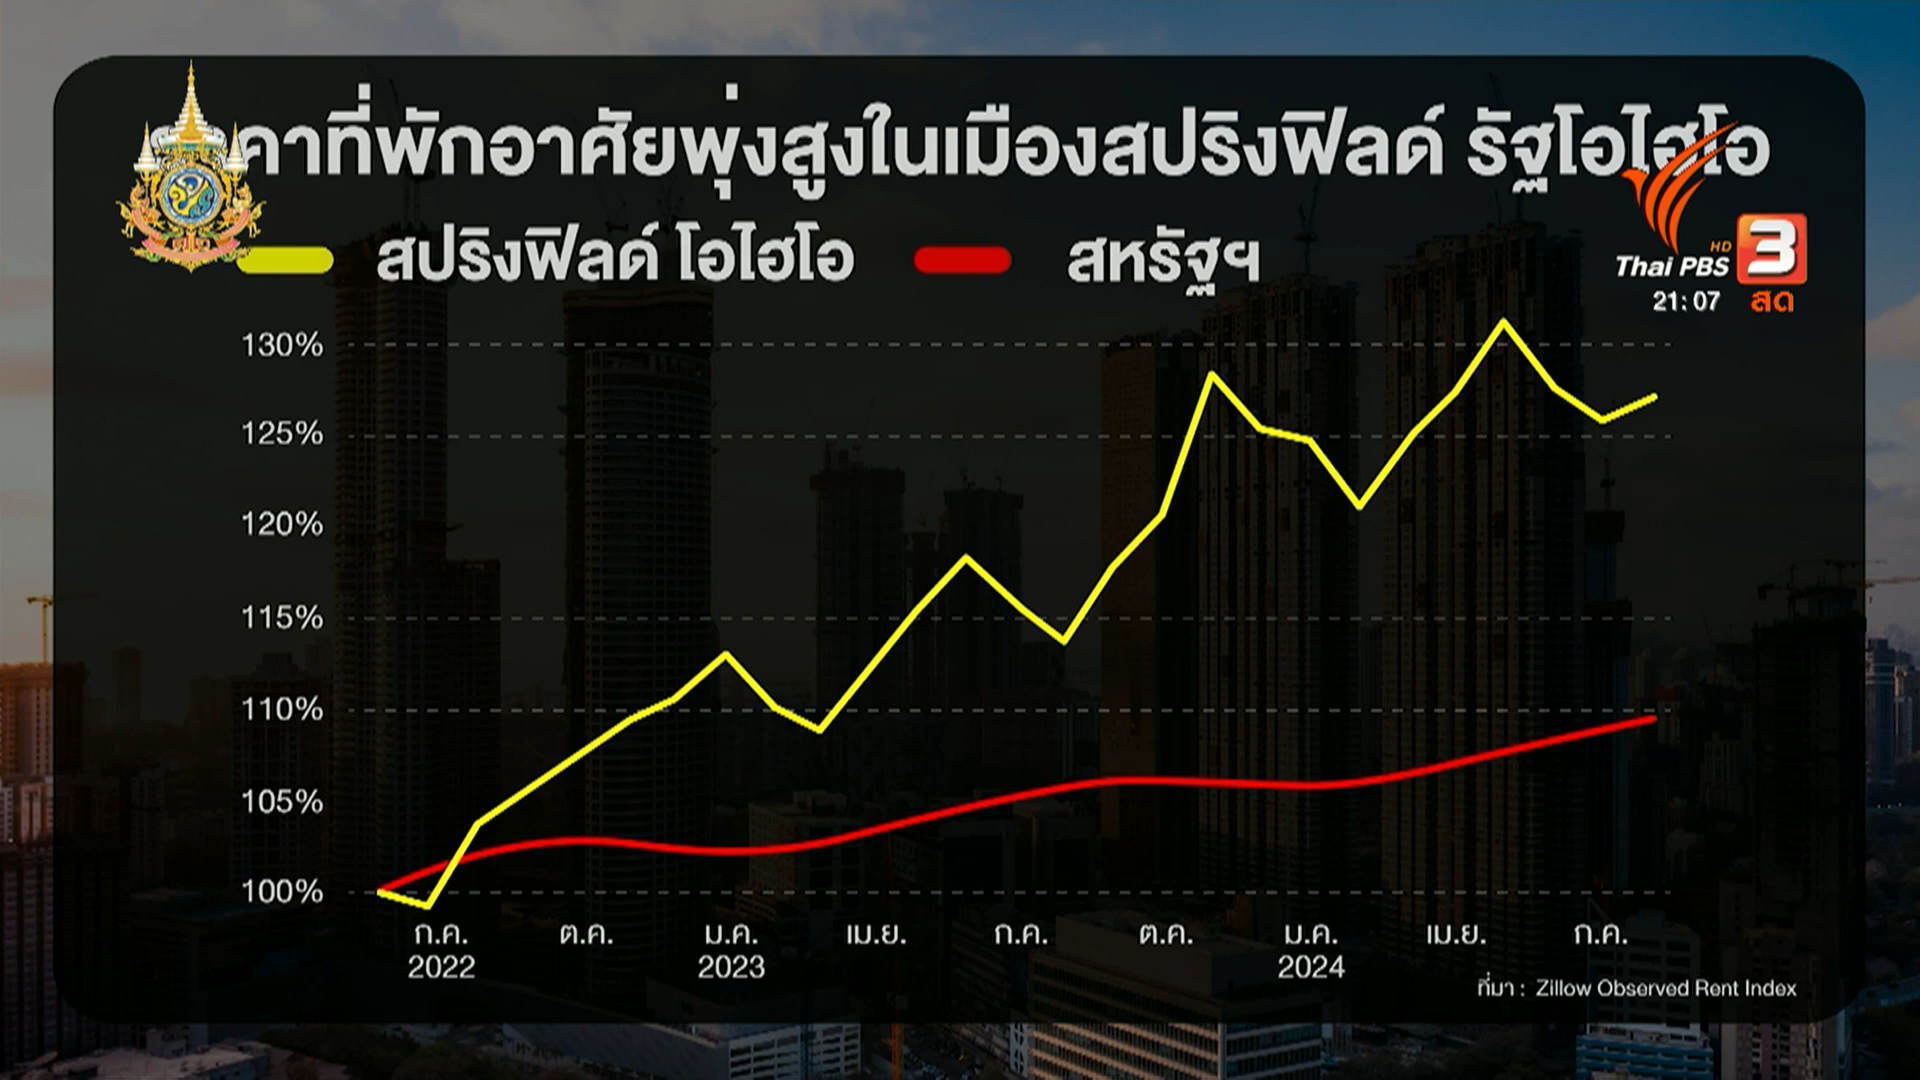 คาที่พักอาศัยพุ่งสูงในเมืองสปริงฟิลด์ รัฐโอไฮโอ
สปริงฟิลด์ โอไฮโอ สหรัฐฯ
HD
Thai PBS 3
21:07 สด
130%
125%
120%
115%
110%
105%
100%
ก.ค. ต.ค. ม.ค. เม.ย. ก.ค. ต.ค. ม.ค. เม.ย. ก.ค.
2022 2023 2024
ที่มา : Zillow Observed Rent Index